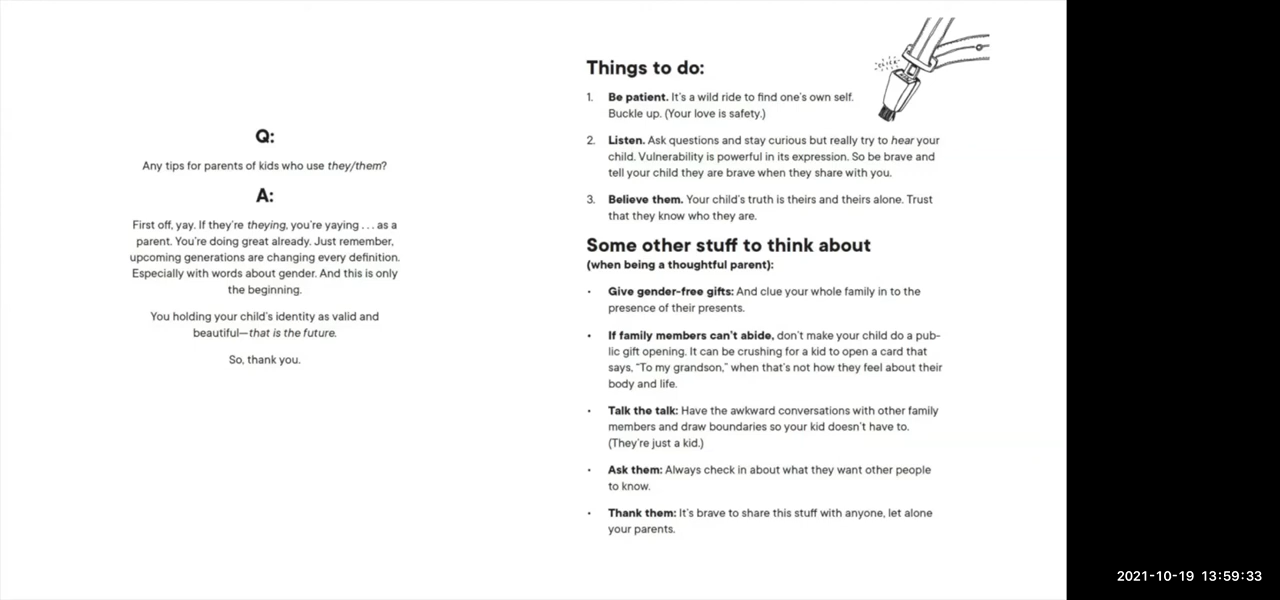 Q:
Any tips for parents of kids who use they/them?
A:
First off, yay. If they're theying, you're yaying . . . as a
parent. You're doing great already. Just remember,
upcoming generations are changing every definition.
Especially with words about gender. And this is only
the beginning.
You holding your child's identity as valid and
beautiful—that is the future.
So, thank you.
"CLICK"
Things to do:
1. Be patient. It's a wild ride to find one's own self.
Buckle up. (Your love is safety.)
2. Listen. Ask questions and stay curious but really try to hear your
child. Vulnerability is powerful in its expression. So be brave and
tell your child they are brave when they share with you.
3. Believe them. Your child's truth is theirs and theirs alone. Trust
that they know who they are.
Some other stuff to think about
(when being a thoughtful parent):
• Give gender-free gifts: And clue your whole family in to the
presence of their presents.
• If family members can't abide, don't make your child do a pub-
lic gift opening. It can be crushing for a kid to open a card that
says, "To my grandson," when that's not how they feel about their
body and life.
• Talk the talk: Have the awkward conversations with other family
members and draw boundaries so your kid doesn't have to.
(They're just a kid.)
• Ask them: Always check in about what they want other people
to know.
• Thank them: It's brave to share this stuff with anyone, let alone
your parents.
2021-10-19 13:59:33